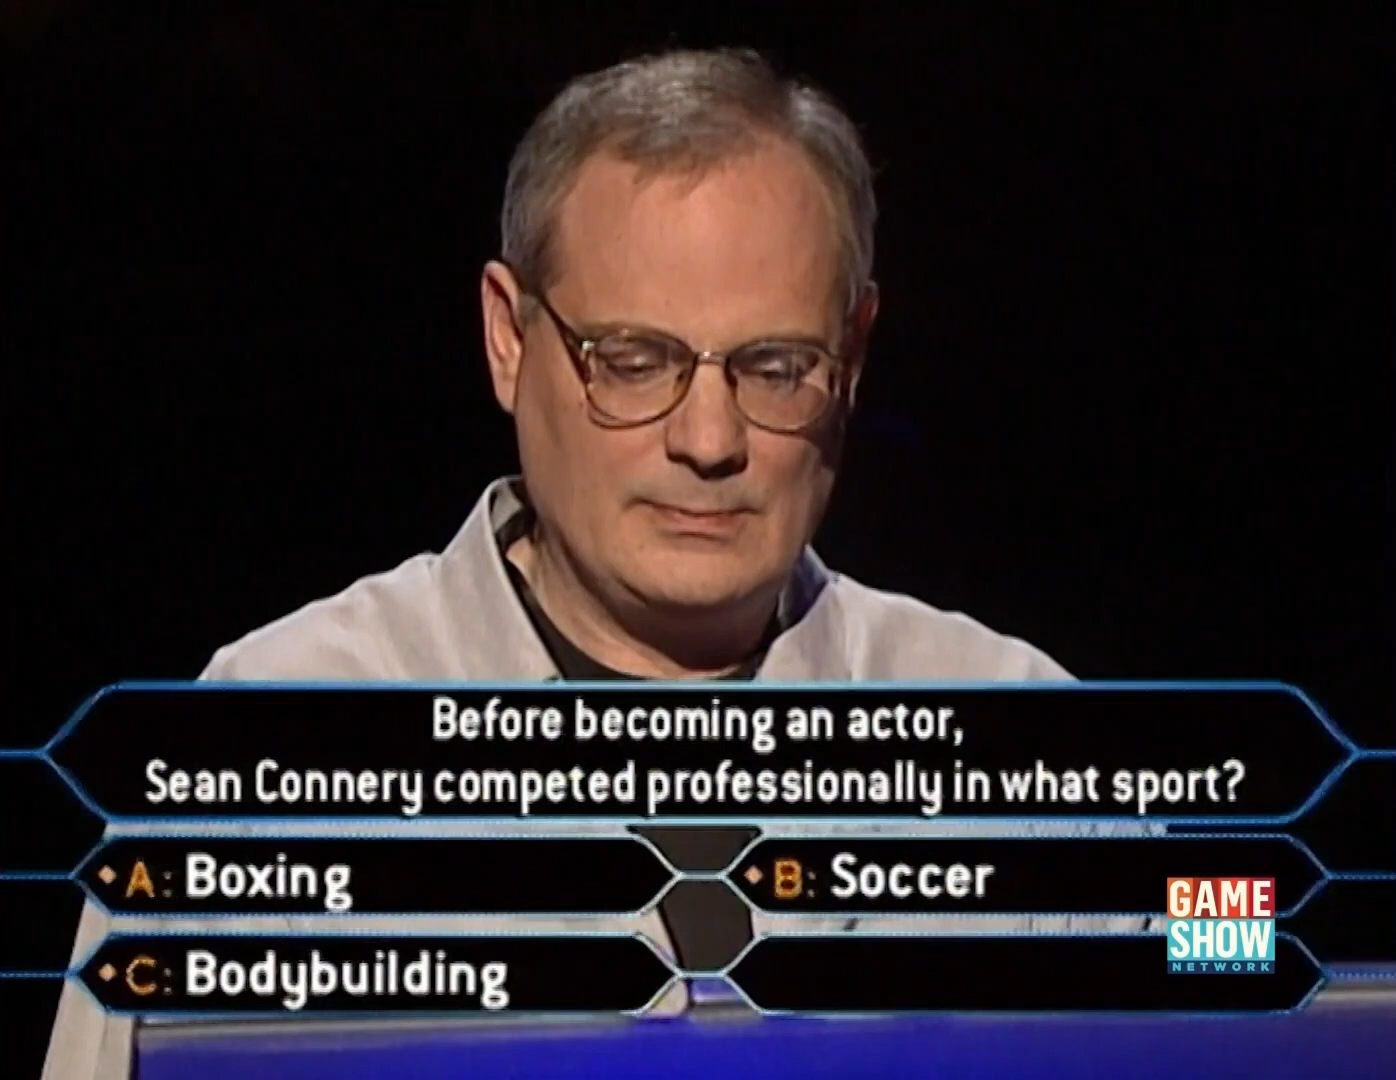 Before becoming an actor,
Sean Connery competed professionally in what sport?
A: Boxing
B: Soccer
C: Bodybuilding
GAME
SHOW
NETWORK